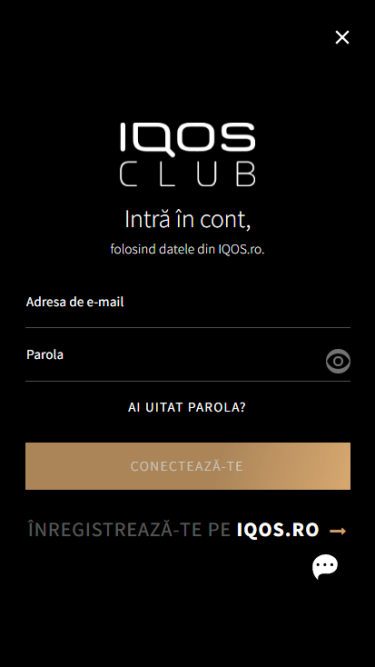 IQOS
CLUB
Intră în cont,
folosind datele din IQOS.ro.
Adresa de e-mail
Parola
AI UITAT PAROLA?
CONECTEAZĂ-TE
ÎNREGISTREAZĂ-TE PE IQOS.RO